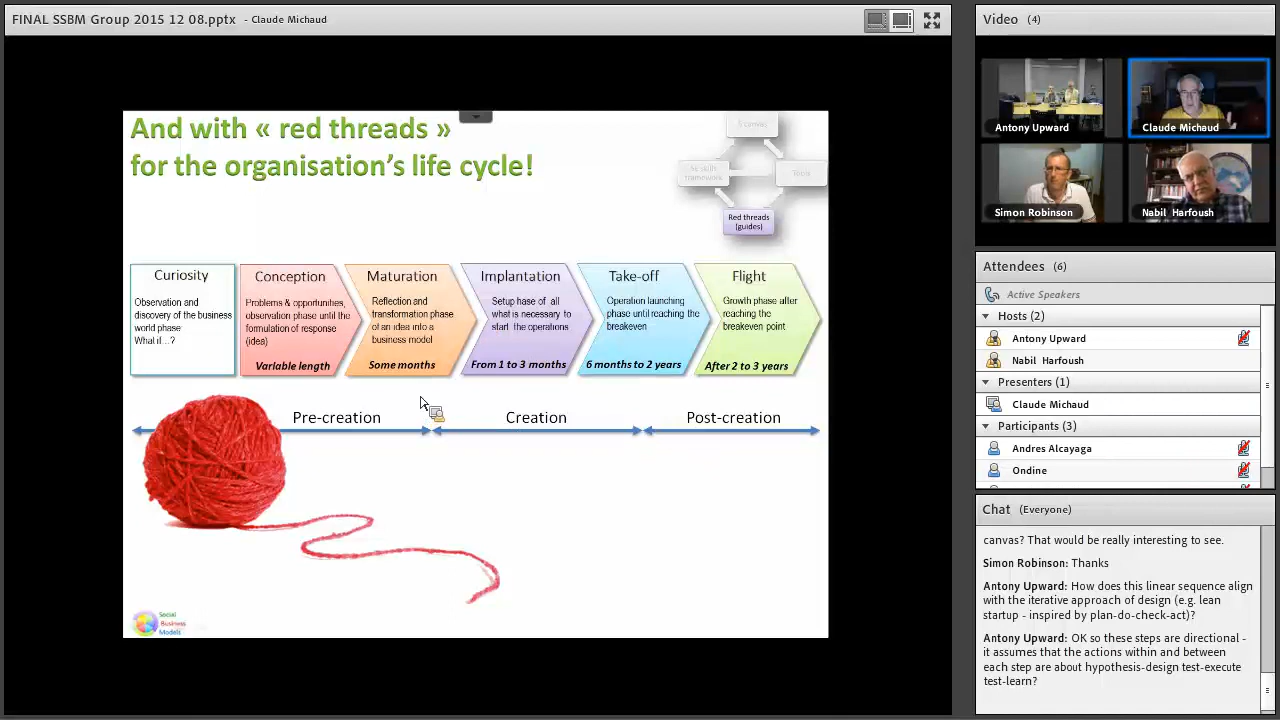 FINAL SSBM Group 2015 12 08.pptx - Claude Michaud
And with « red threads »
for the organisation's life cycle!
Red threads
(guides)
Curiosity
Observation and
discovery of the business
world phase
What if...?
Conception
Problems & opportunities,
observation phase until the
formulation of response
(idea)
Variable length
Maturation
Reflection and
transformation phase
of an idea into a
business model
Some months
Implantation
Setup hase of all
what is necessary to
start the operations
From 1 to 3 months
Take-off
Operation launching
phase until reaching the
breakeven
6 months to 2 years
Flight
Growth phase after
reaching the
breakeven point
After 2 to 3 years
Pre-creation
Creation
Post-creation
Social
Business
Models
Video (4)
Antony Upward
Claude Michaud
Simon Robinson
Nabil Harfoush
Attendees (6)
Active Speakers
Hosts (2)
Antony Upward
Nabil Harfoush
Presenters (1)
Claude Michaud
Participants (3)
Andres Alcayaga
Ondine
Chat (Everyone)
canvas? That would be really interesting to see.
Simon Robinson: Thanks
Antony Upward: How does this linear sequence align
with the iterative approach of design (e.g. lean
startup - inspired by plan-do-check-act)?
Antony Upward: OK so these steps are directional -
it assumes that the actions within and between
each step are about hypothesis-design test-execute
test-learn?